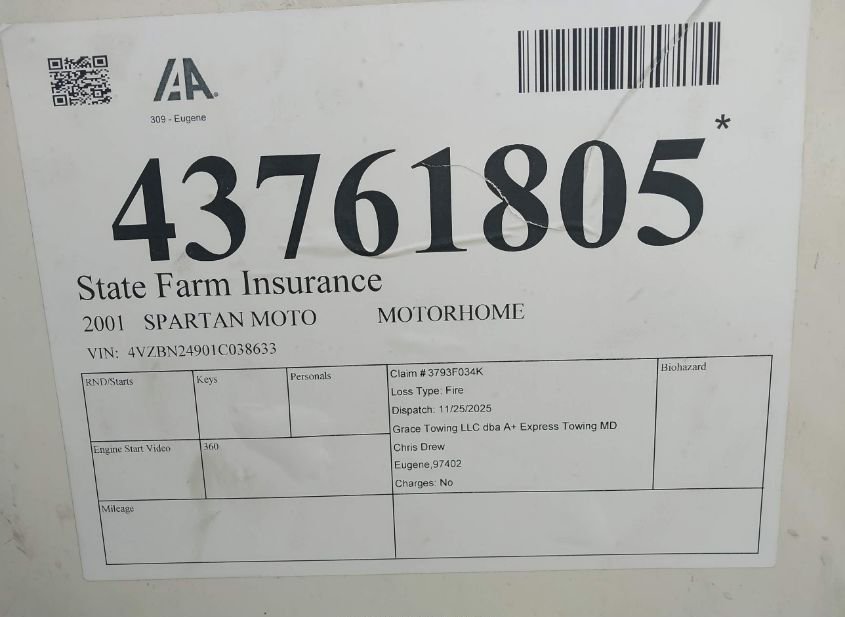 IAA
309 - Eugene
43761805*
State Farm Insurance
2001 SPARTAN MOTO MOTORHOME
VIN: 4VZBN24901C038633
RND/Starts
Keys
Personals
Claim # 3793F034K
Loss Type: Fire
Dispatch: 11/25/2025
Grace Towing LLC dba A+ Express Towing MD
Chris Drew
Eugene,97402
Charges: No
Biohazard
Engine Start Video
360
Mileage